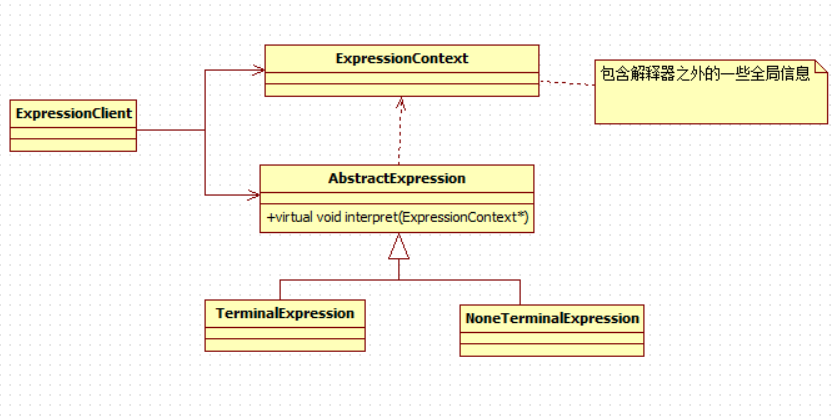 ExpressionContext
包含解释器之外的一些全局信息
ExpressionClient
AbstractExpression
+virtual void interpret(ExpressionContext*)
TerminalExpression
NoneTerminalExpression